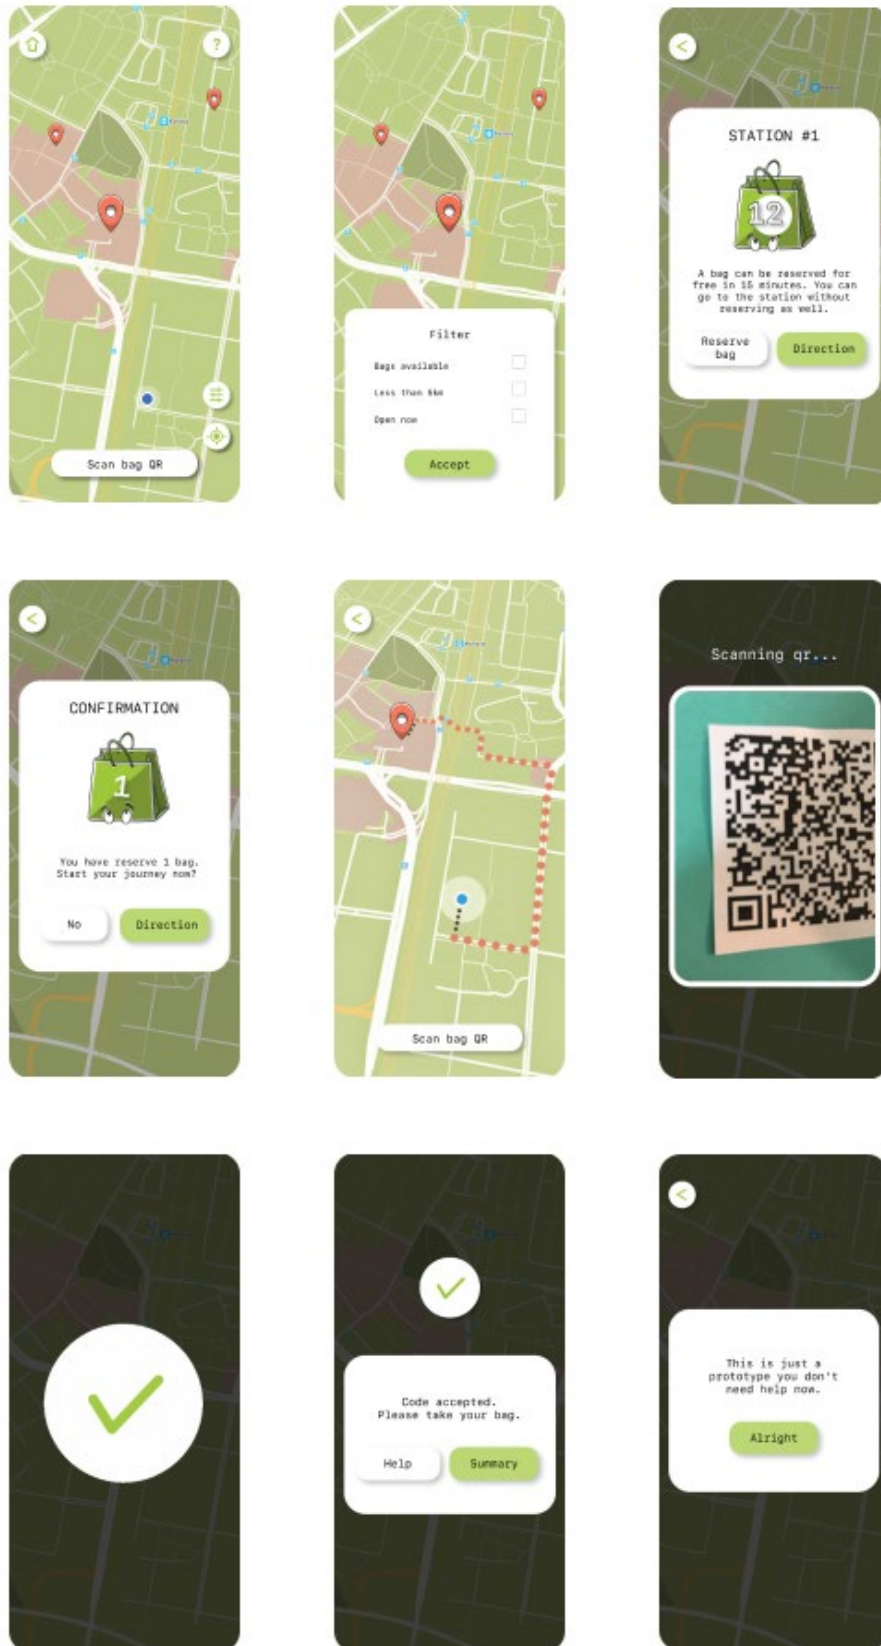 ?
Scan bag QR
Filter
Bags available
Less than 5km
Open now
Accept
<
STATION #1
12
A bag can be reserved for
free in 15 minutes. You can
go to the station without
reserving as well.
Reserve
bag
Direction
<
CONFIRMATION
1
You have reserve 1 bag.
Start your journey now?
No
Direction
<
Scan bag QR
Scanning qr...
Code accepted.
Please take your bag.
Help
Summary
<
This is just a
prototype you don't
need help now.
Alright